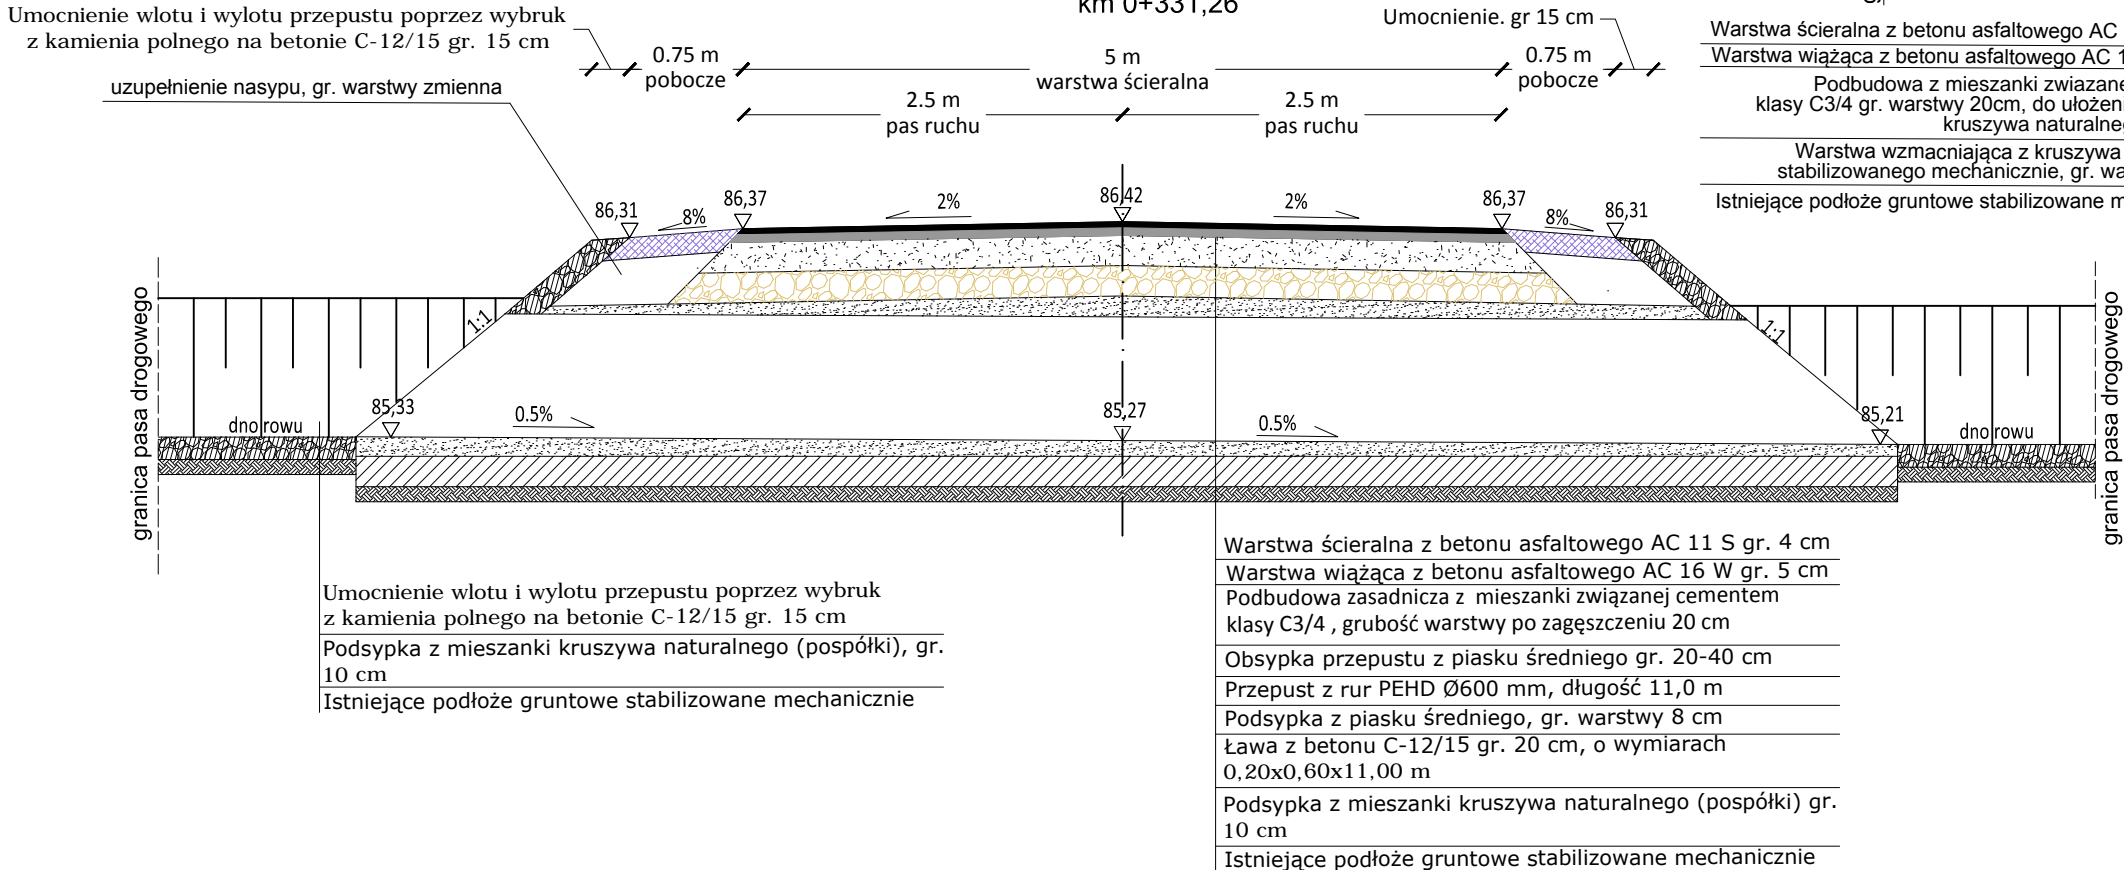 Umocnienie wlotu i wylotu przepustu poprzez wybruk
z kamienia polnego na betonie C-12/15 gr. 15 cm
uzupełnienie nasypu, gr. warstwy zmienna
km 0+331,26
Umocnienie. gr 15 cm
0.75 m
pobocze
5 m
warstwa ścieralna
0.75 m
pobocze
2.5 m
pas ruchu
2.5 m
pas ruchu
Warstwa ścieralna z betonu asfaltowego AC
Warstwa wiążąca z betonu asfaltowego AC 1
Podbudowa z mieszanki zwiazane
klasy C3/4 gr. warstwy 20cm, do ułożeni
kruszywa naturalne
Warstwa wzmacniająca z kruszywa
stabilizowanego mechanicznie, gr. wa
Istniejące podłoże gruntowe stabilizowane m
86,31
8%
86,37
2%
86,42
2%
86,37
8%
86,31
granica pasa drogowego
1:1
1:1
granica pasa drogowego
dno rowu
85,33
0.5%
85,27
0.5%
85,21
dno rowu
Umocnienie wlotu i wylotu przepustu poprzez wybruk
z kamienia polnego na betonie C-12/15 gr. 15 cm
Podsypka z mieszanki kruszywa naturalnego (pospółki), gr.
10 cm
Istniejące podłoże gruntowe stabilizowane mechanicznie
Warstwa ścieralna z betonu asfaltowego AC 11 S gr. 4 cm
Warstwa wiążąca z betonu asfaltowego AC 16 W gr. 5 cm
Podbudowa zasadnicza z mieszanki związanej cementem
klasy C3/4 , grubość warstwy po zagęszczeniu 20 cm
Obsypka przepustu z piasku średniego gr. 20-40 cm
Przepust z rur PEHD Ø600 mm, długość 11,0 m
Podsypka z piasku średniego, gr. warstwy 8 cm
Ława z betonu C-12/15 gr. 20 cm, o wymiarach
0,20x0,60x11,00 m
Podsypka z mieszanki kruszywa naturalnego (pospółki) gr.
10 cm
Istniejące podłoże gruntowe stabilizowane mechanicznie